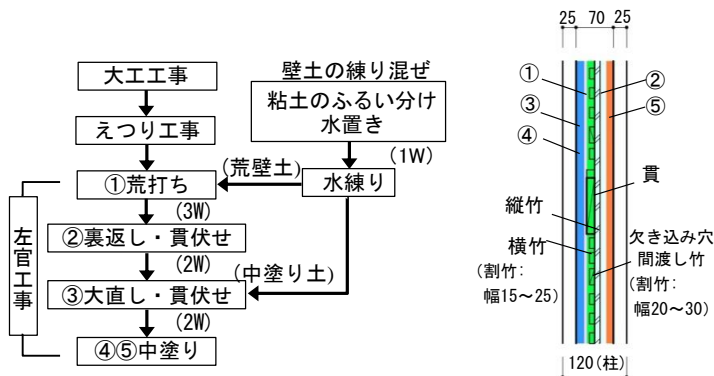 大工工事
えつり工事
①荒打ち
(3W)
②裏返し・貫伏せ
(2W)
③大直し・貫伏せ
(2W)
④⑤中塗り
左官工事
壁土の練り混ぜ
粘土のふるい分け
水置き
(1W)
水練り
(荒壁土)
(中塗り土)
25 70 25
①
②
③
⑤
④
貫
縦竹
横竹
(割竹:
幅15～25)
欠き込み穴
間渡し竹
(割竹:
幅20～30)
120(柱)